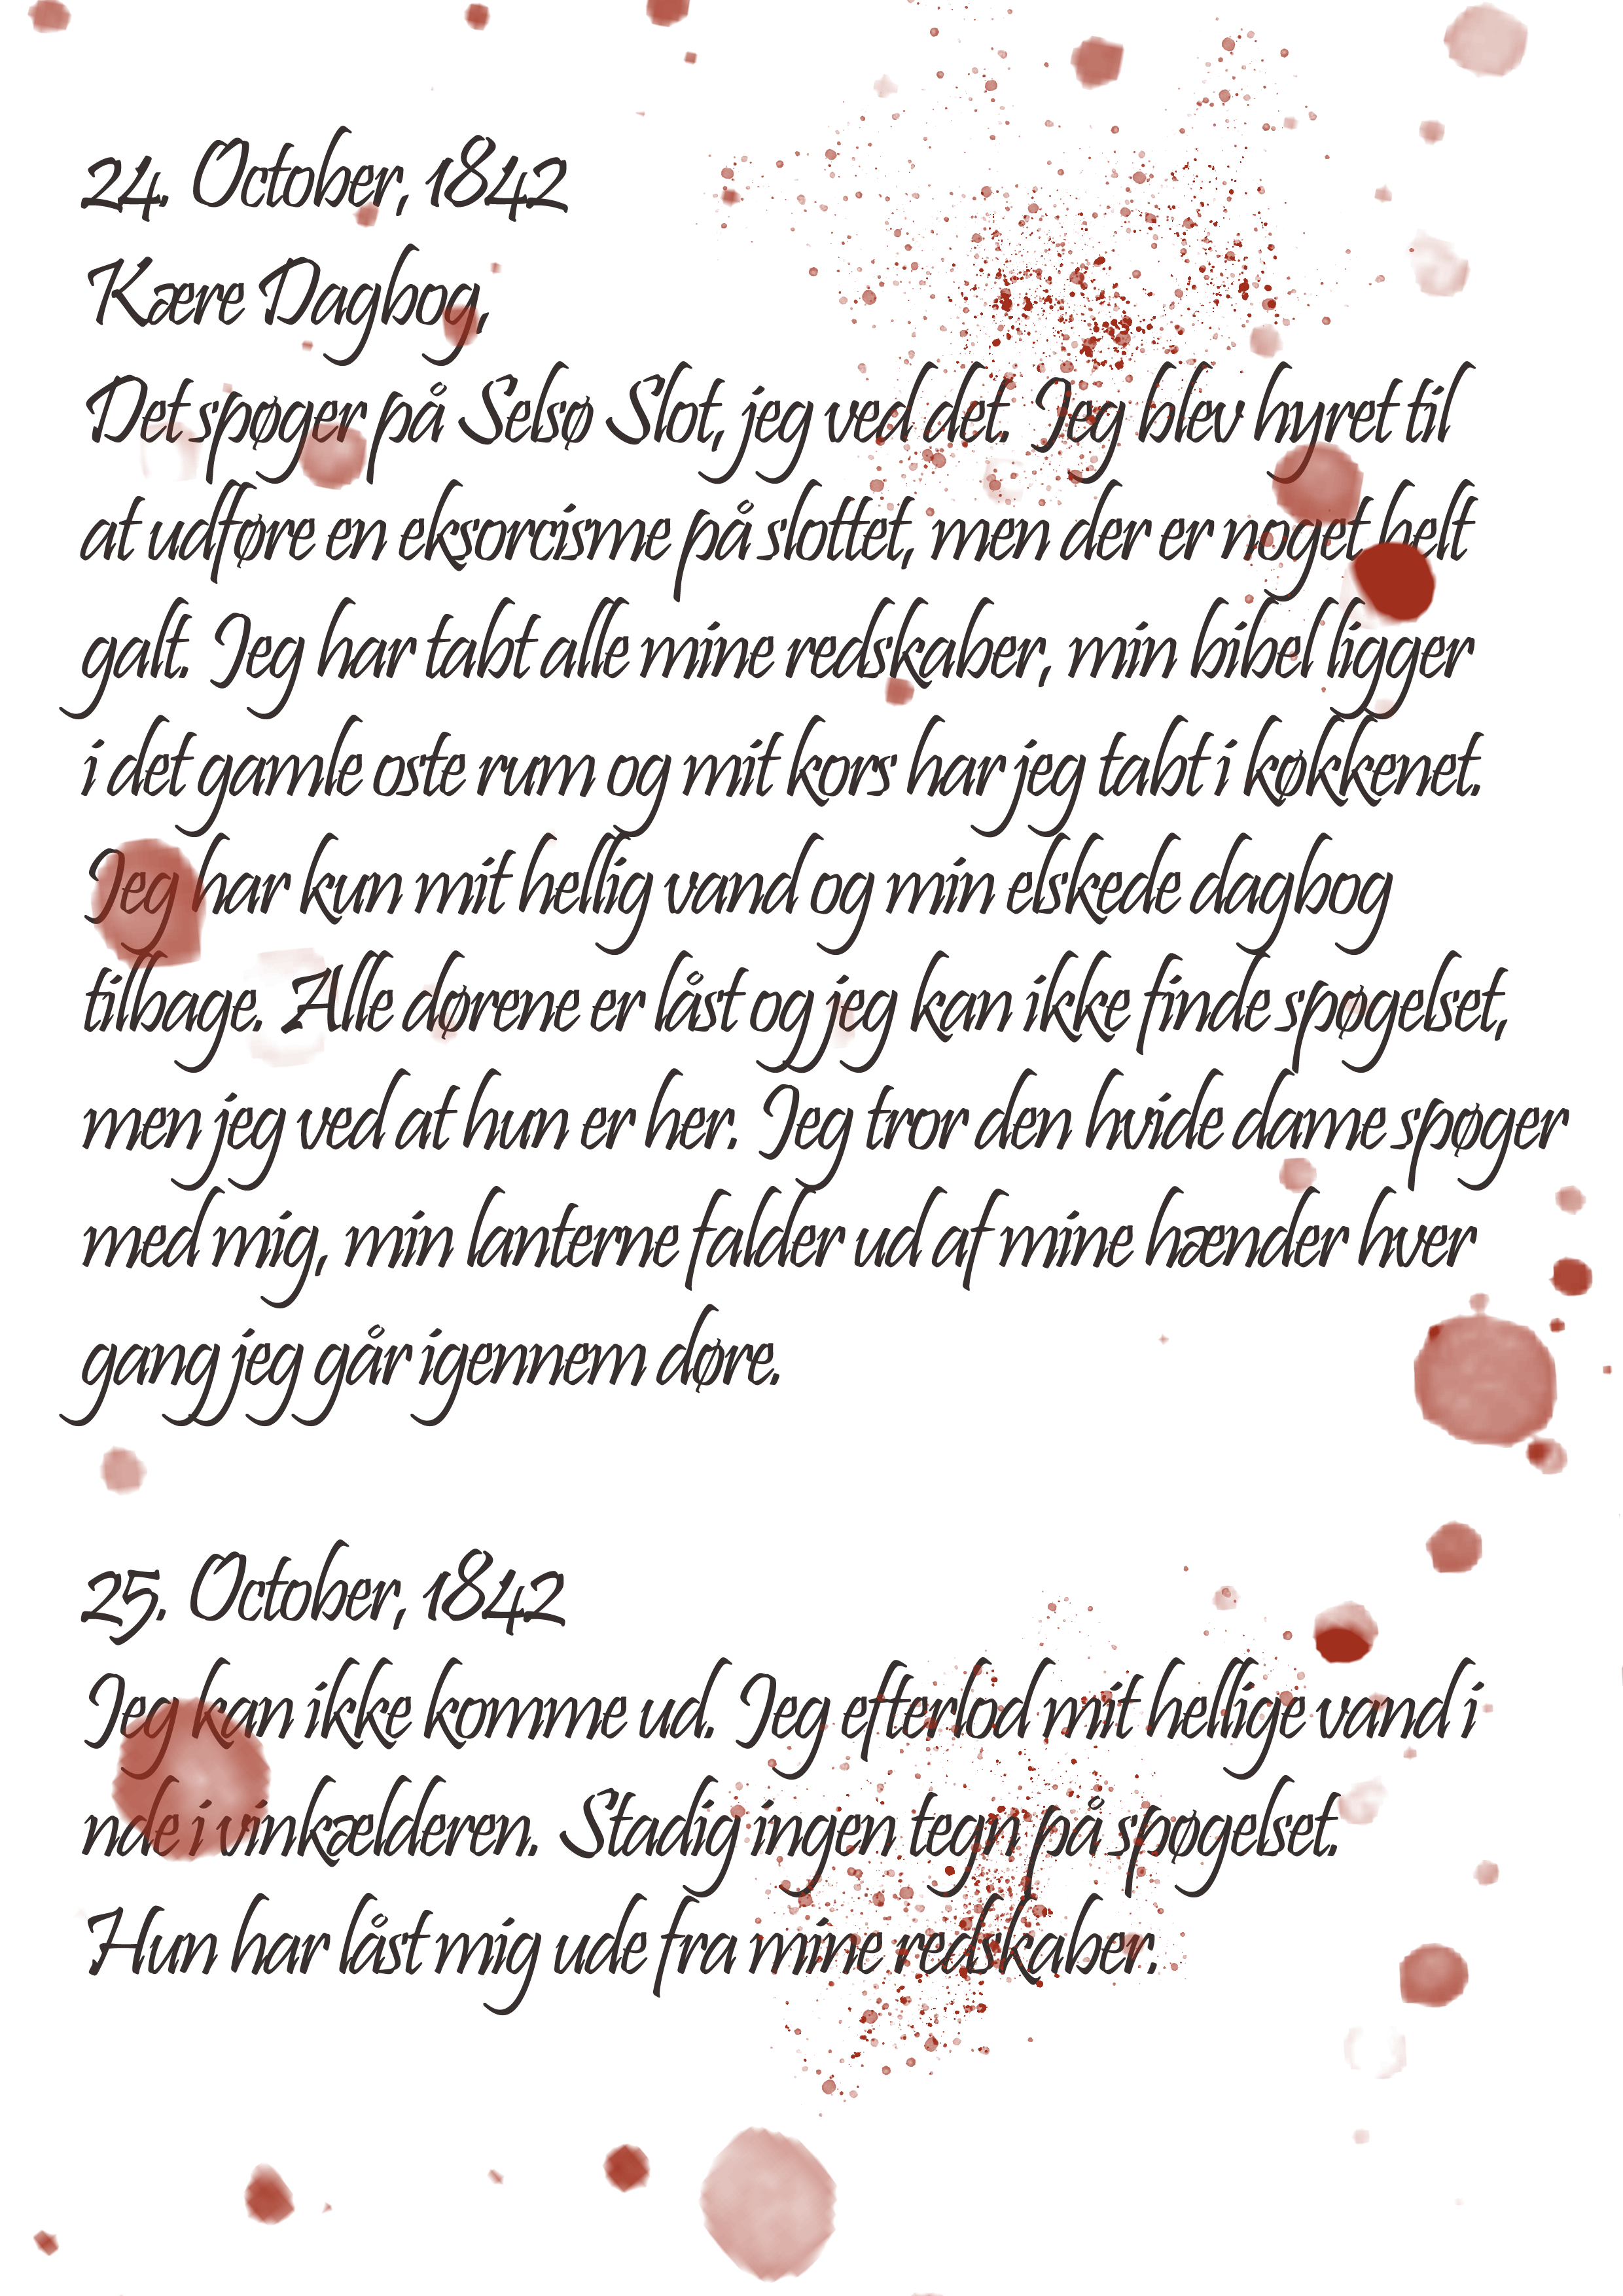 24. October, 1842
Kære Dagbog,
Det spøger på Selsø Slot, jeg ved det. Jeg blev hyret til
at udføre en eksorcisme på slottet, men der er noget helt
galt. Jeg har tabt alle mine redskaber, min bibel ligger
i det gamle oste rum og mit kors har jeg tabt i køkkenet.
Jeg har kun mit hellig vand og min elskede dagbog
tilbage. Alle dørene er låst og jeg kan ikke finde spøgelset,
men jeg ved at hun er her. Jeg tror den hvide dame spøger
med mig, min lanterne falder ud af mine hænder hver
gang jeg går igennem døre.
25. October, 1842
Jeg kan ikke komme ud. Jeg efterlod mit hellige vand i
nde i vinkælderen. Stadig ingen tegn på spøgelset.
Hun har låst mig ude fra mine redskaber.